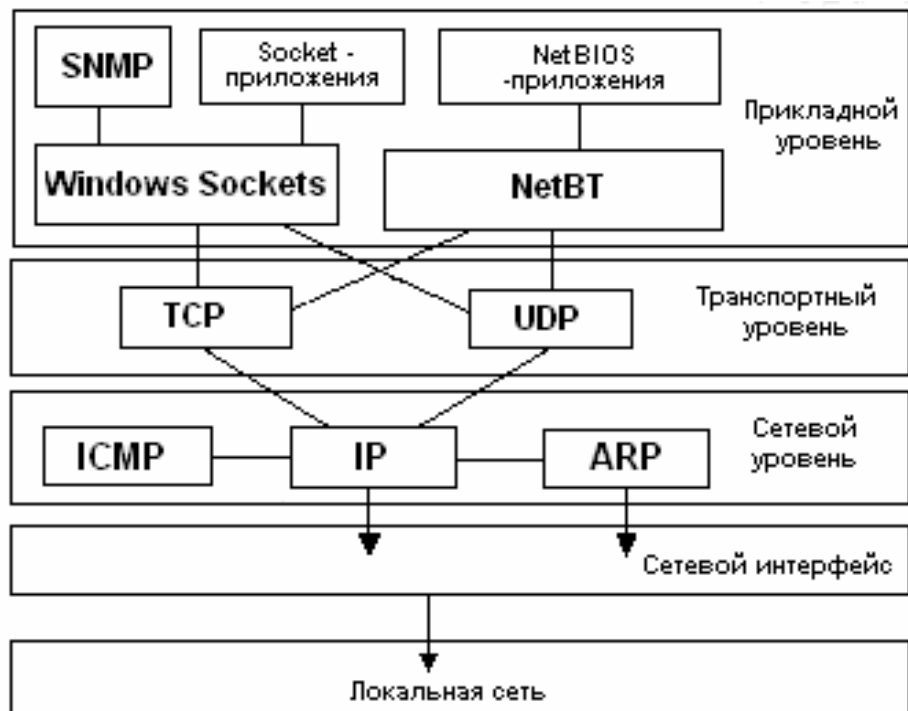 SNMP
Socket -
приложения
NetBIOS
-приложения
Прикладной
уровень
Windows Sockets
NetBT
TCP
UDP
Транспортный
уровень
ICMP
IP
ARP
Сетевой
уровень
Сетевой интерфейс
Локальная сеть